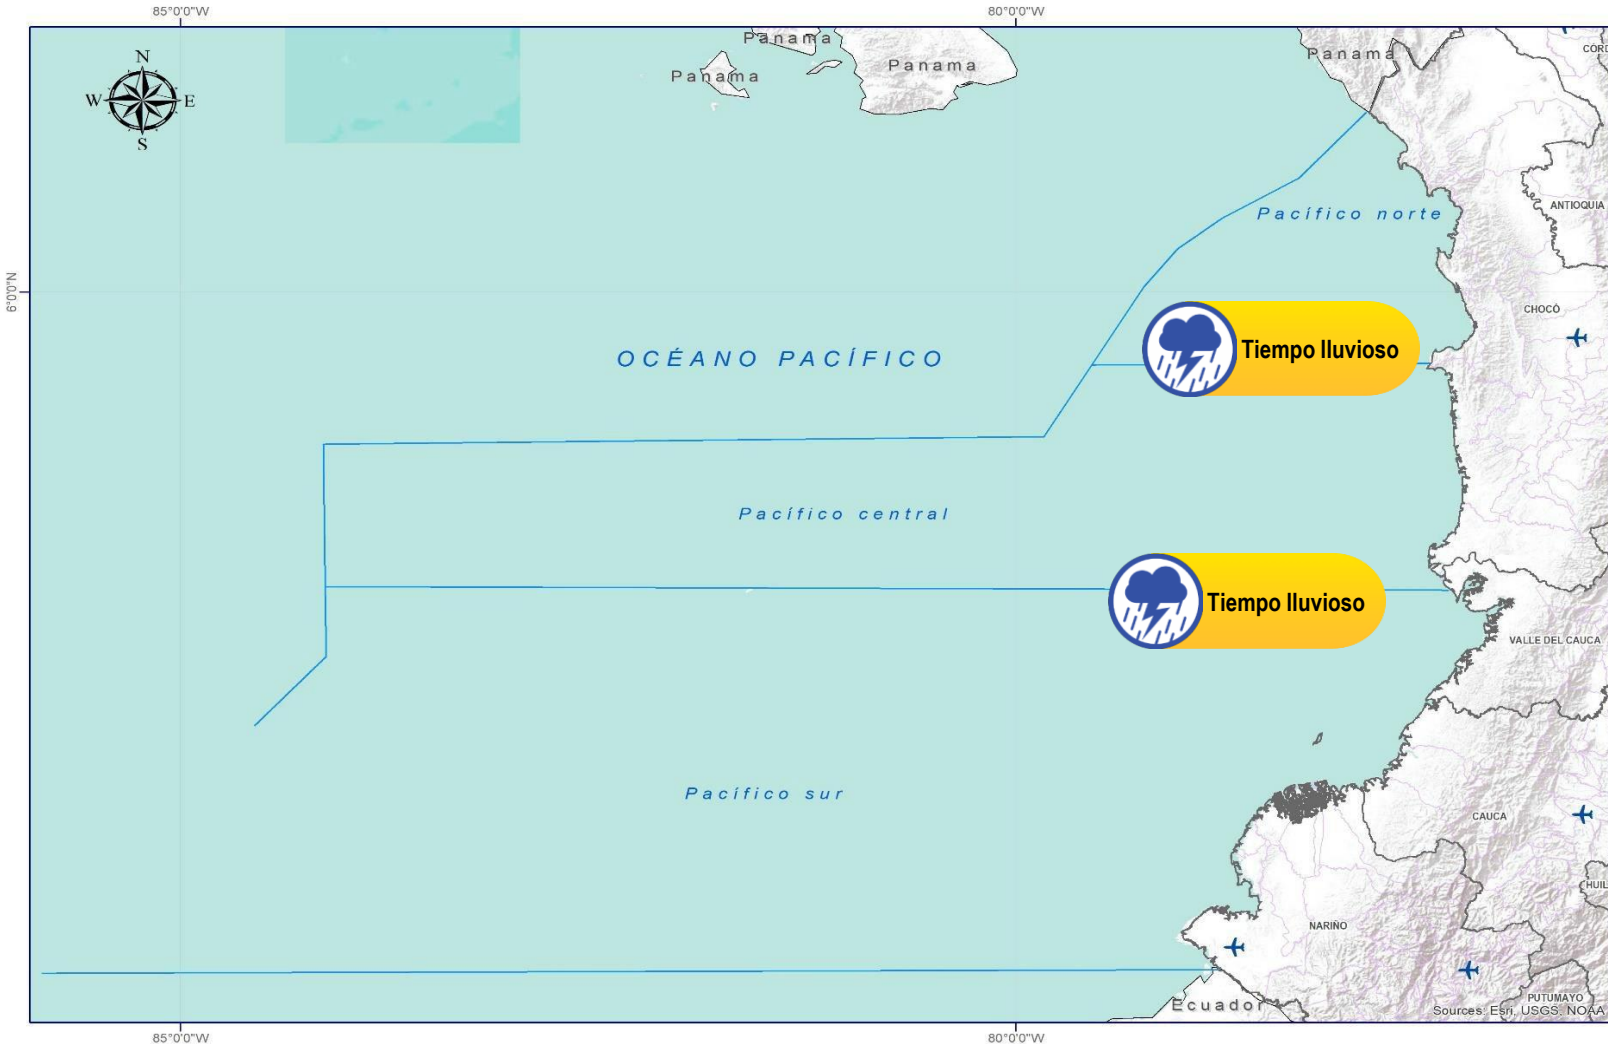 85°0'0"W
80°0'0"W
N
W
E
S
Panama
Panama
Panama
Panama
ANTIOQUIA
Pacífico norte
6°0'0"N
CHOCÓ
Tiempo lluvioso
OCÉANO PACÍFICO
Pacífico central
Tiempo lluvioso
VALLE DEL CAUCA
Pacífico sur
CAUCA
HUIL
NARIÑO
PUTUMAYO
Ecuador
Sources: Esri, USGS, NOAA
85°0'0"W
80°0'0"W